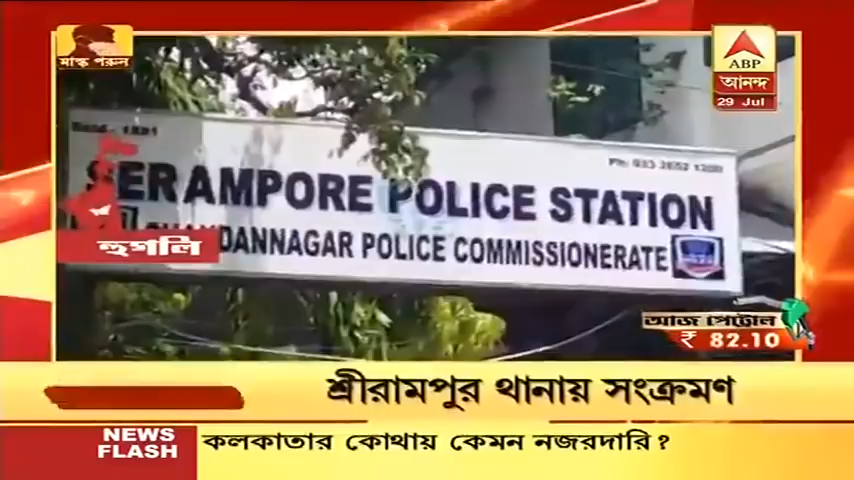 মাস্ক পরুন
ABP
আনন্দ
29 Jul
Ph : 033 2652 1200
SERAMPORE POLICE STATION
DANNAGAR POLICE COMMISSIONERATE
হুগলি
আজ পেট্রোল
₹ 82.10
শ্রীরামপুর থানায় সংক্রমণ
NEWS FLASH
কলকাতার কোথায় কেমন নজরদারি?